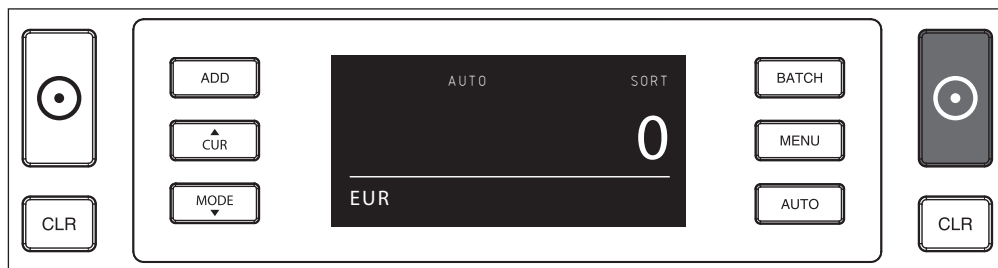 ADD
AUTO SORT
BATCH
CUR
0
MENU
MODE
EUR
AUTO
CLR
CLR